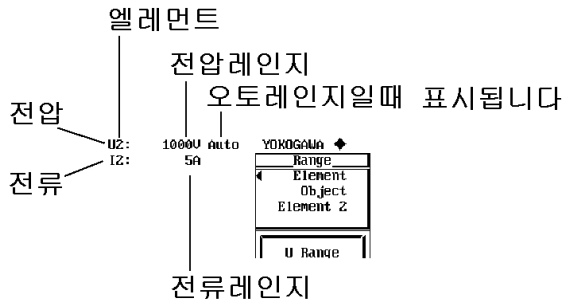 엘레먼트
전압레인지
오토레인지일때 표시됩니다
전압
U2: 1000V Auto YOKOGAWA ◆
I2: 5A Range
전류
Element
Object
Element 2
U Range
전류레인지